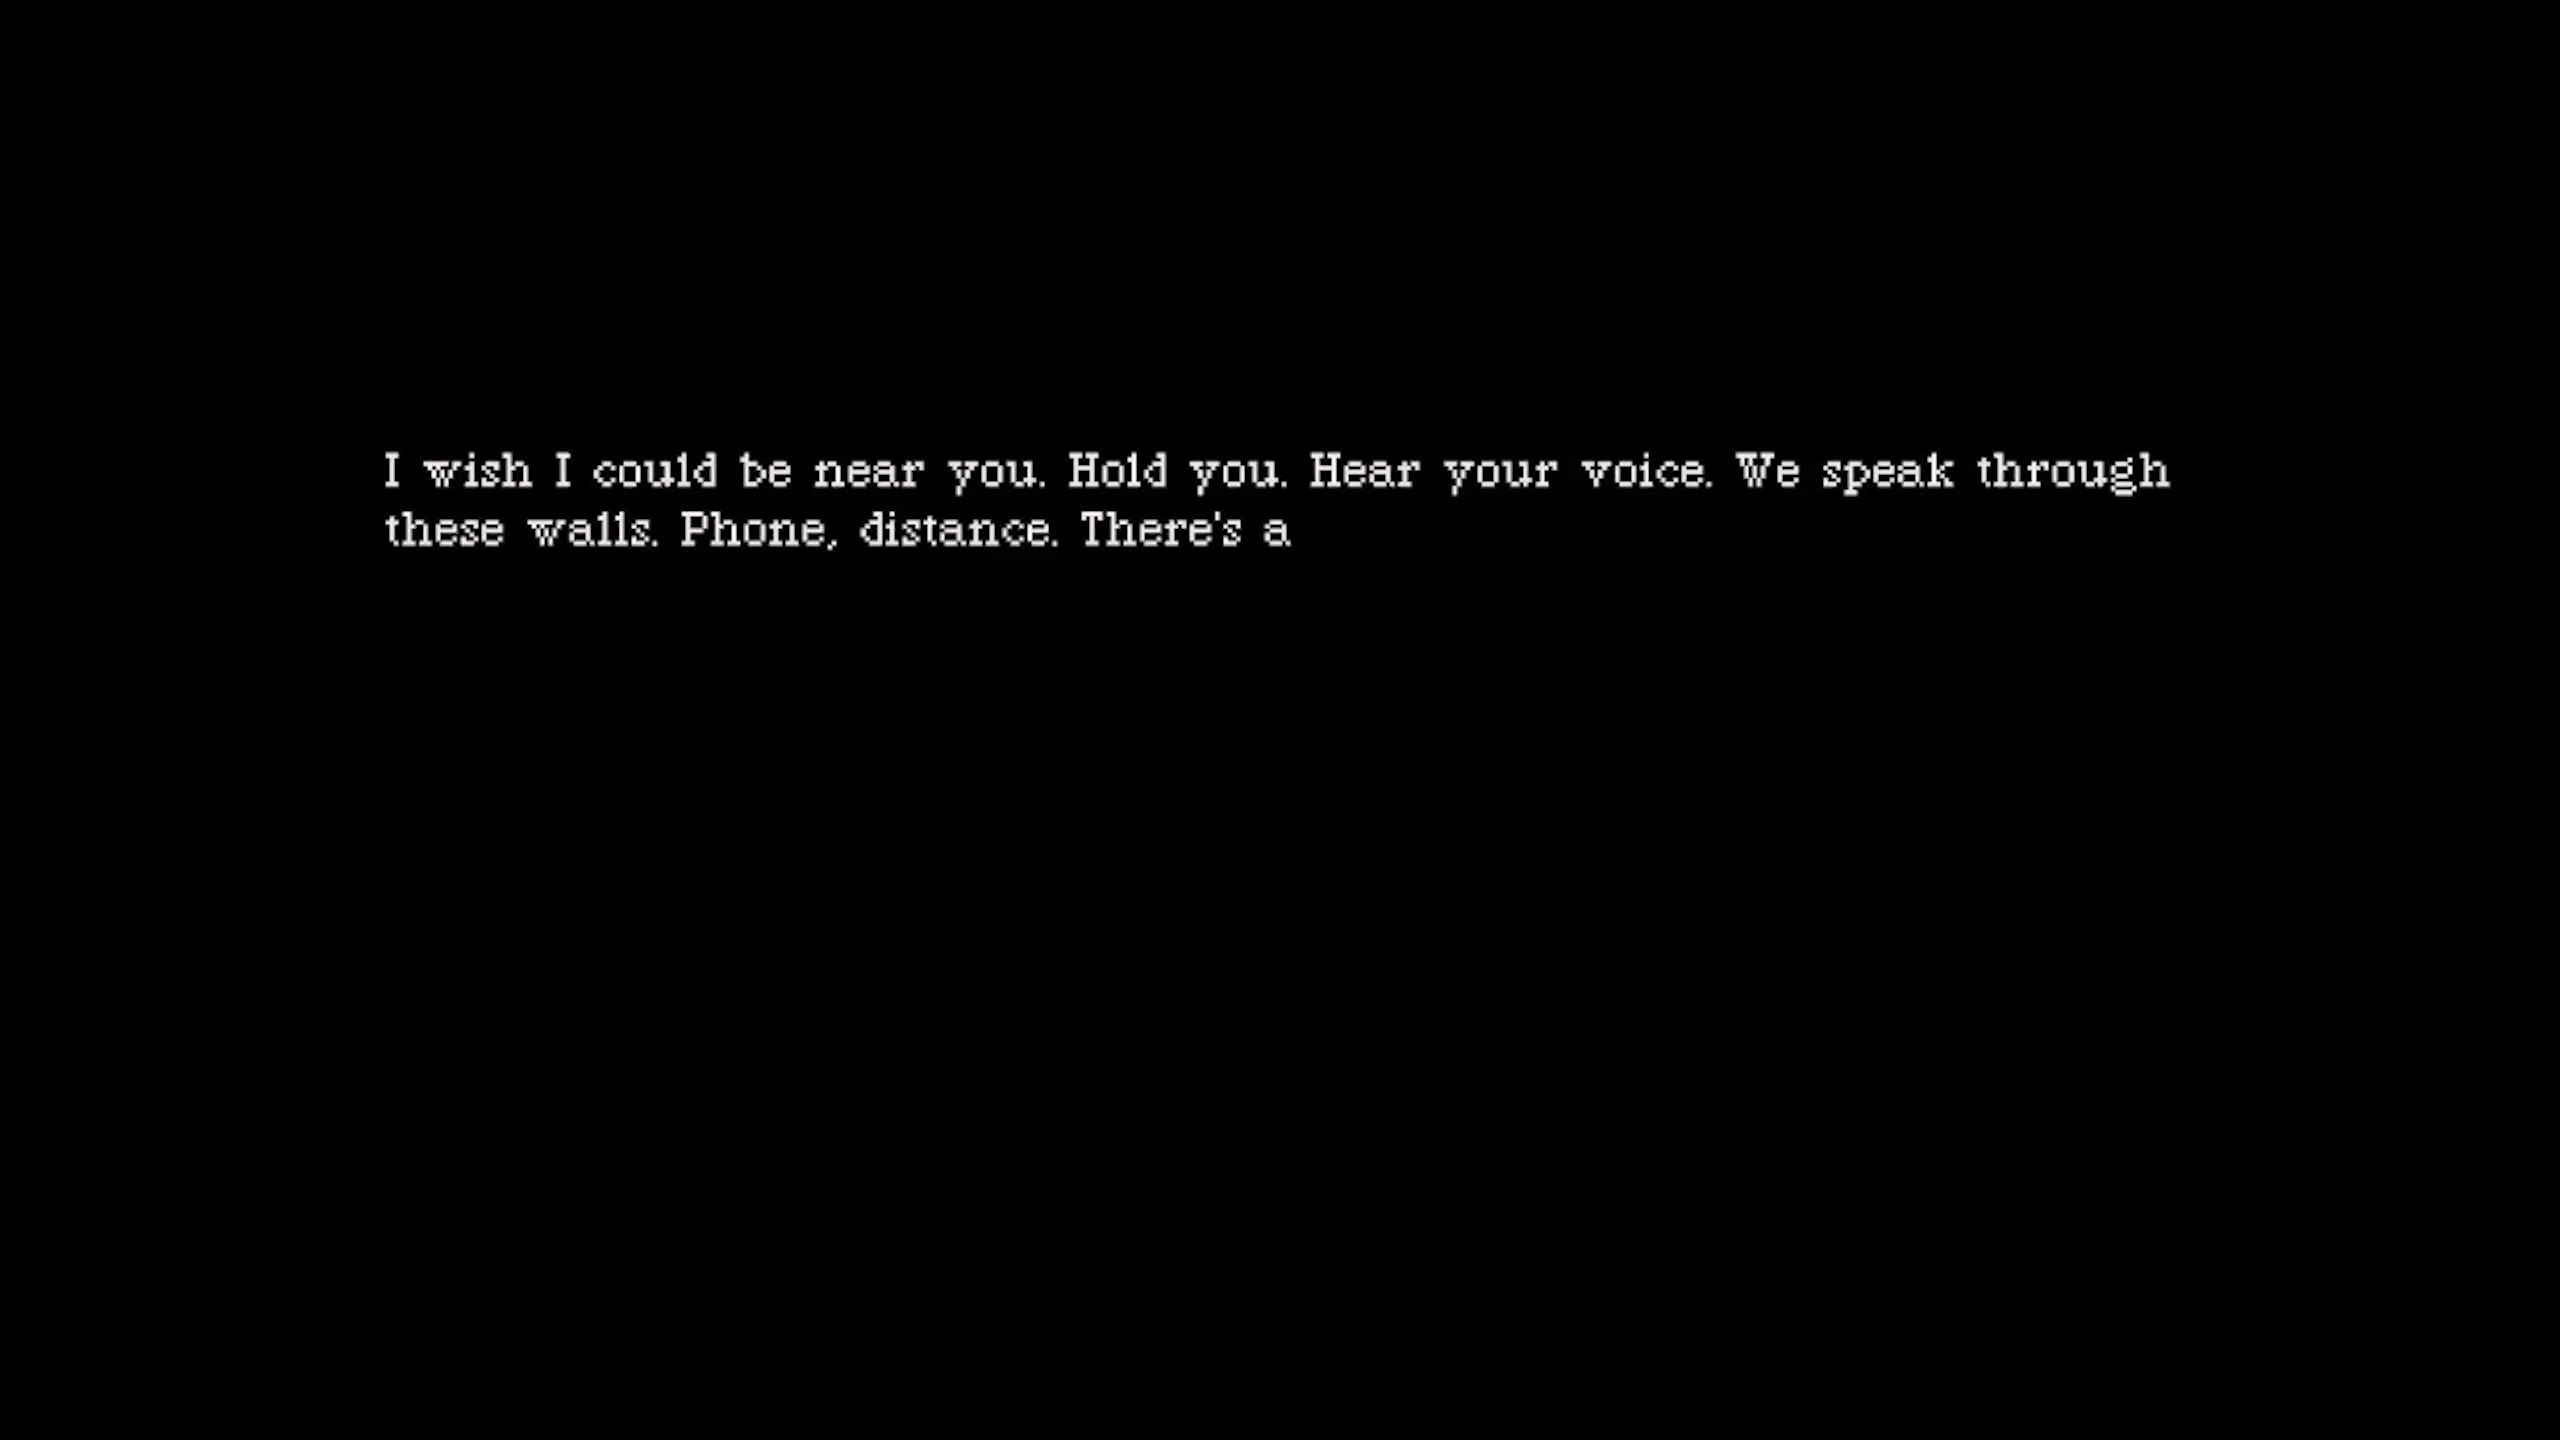 I wish I could be near you. Hold you. Hear your voice. We speak through
these walls. Phone, distance. There's a